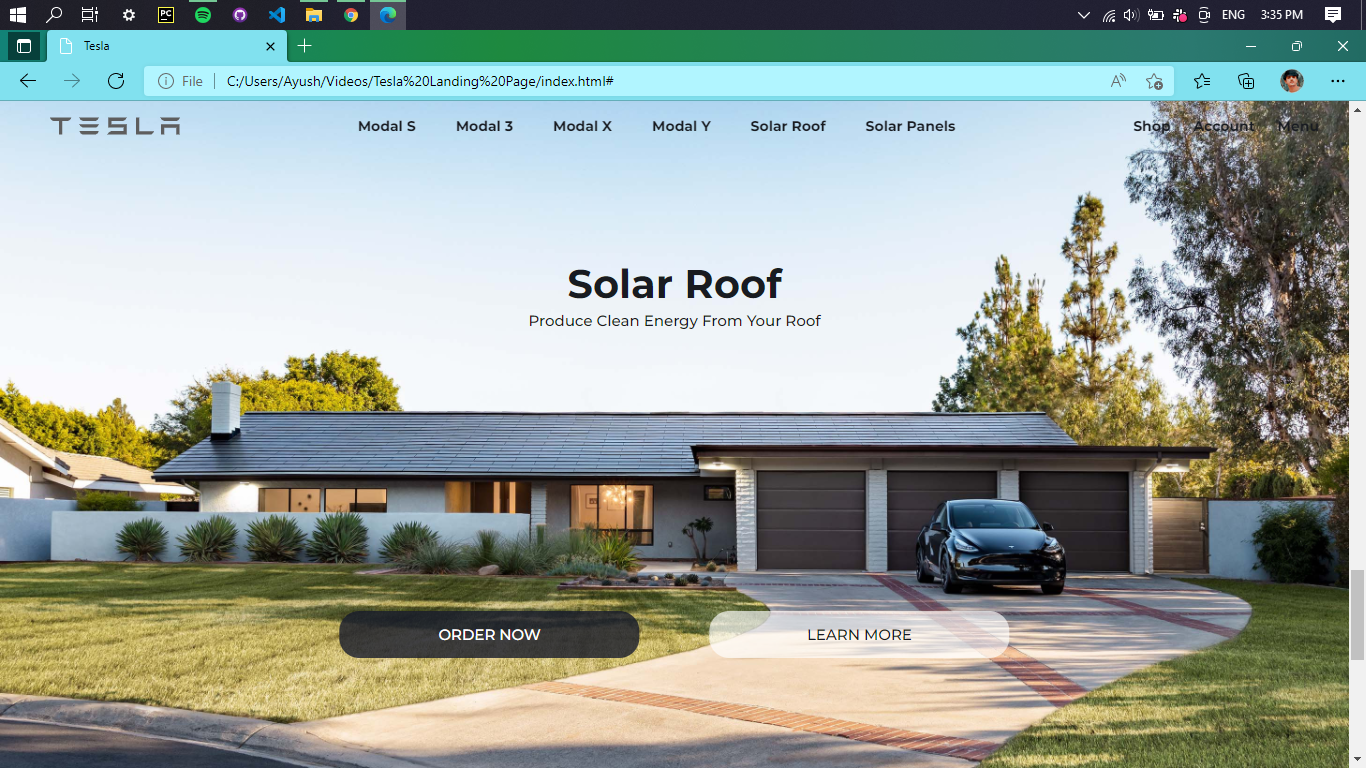 PC
ENG
3:35 PM
Tesla
File
C:/Users/Ayush/Videos/Tesla%20Landing%20Page/index.html#
TESLA
Modal S
Modal 3
Modal X
Modal Y
Solar Roof
Solar Panels
Shop
Account
Menu
Solar Roof
Produce Clean Energy From Your Roof
ORDER NOW
LEARN MORE